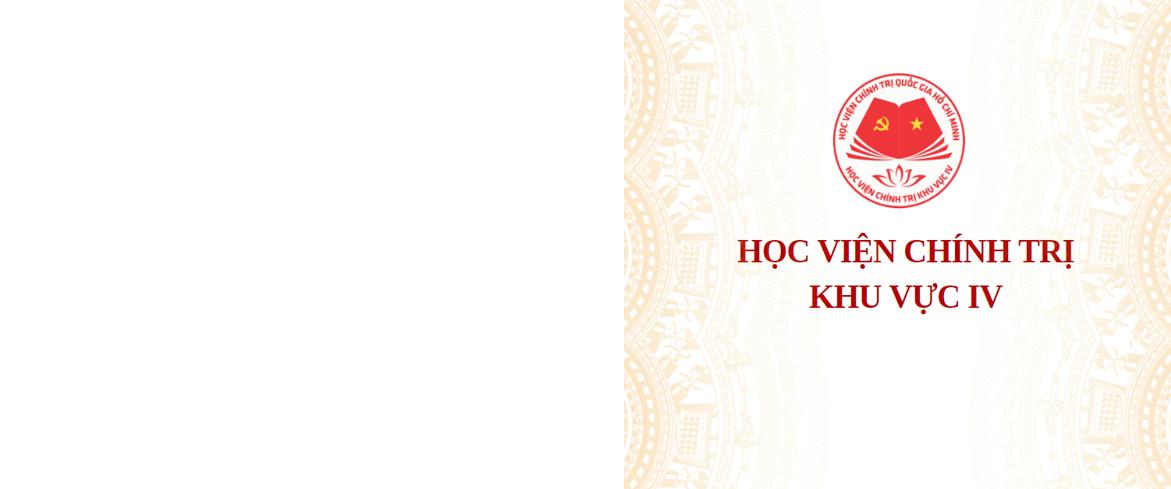 HỌC VIỆN CHÍNH TRỊ QUỐC GIA HỒ CHÍ MINH
HỌC VIỆN CHÍNH TRỊ KHU VỰC IV
HỌC VIỆN CHÍNH TRỊ
KHU VỰC IV